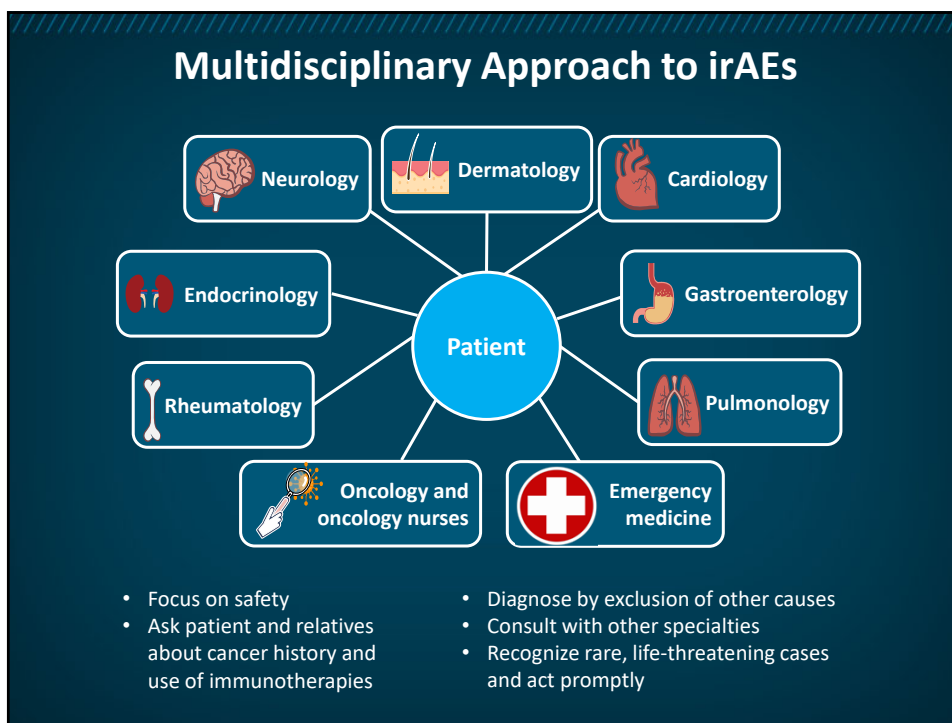 Multidisciplinary Approach to irAEs
Neurology
Dermatology
Cardiology
Endocrinology
Gastroenterology
Patient
Rheumatology
Pulmonology
Oncology and
oncology nurses
Emergency
medicine
• Focus on safety
• Ask patient and relatives
about cancer history and
use of immunotherapies
• Diagnose by exclusion of other causes
• Consult with other specialties
• Recognize rare, life-threatening cases
and act promptly